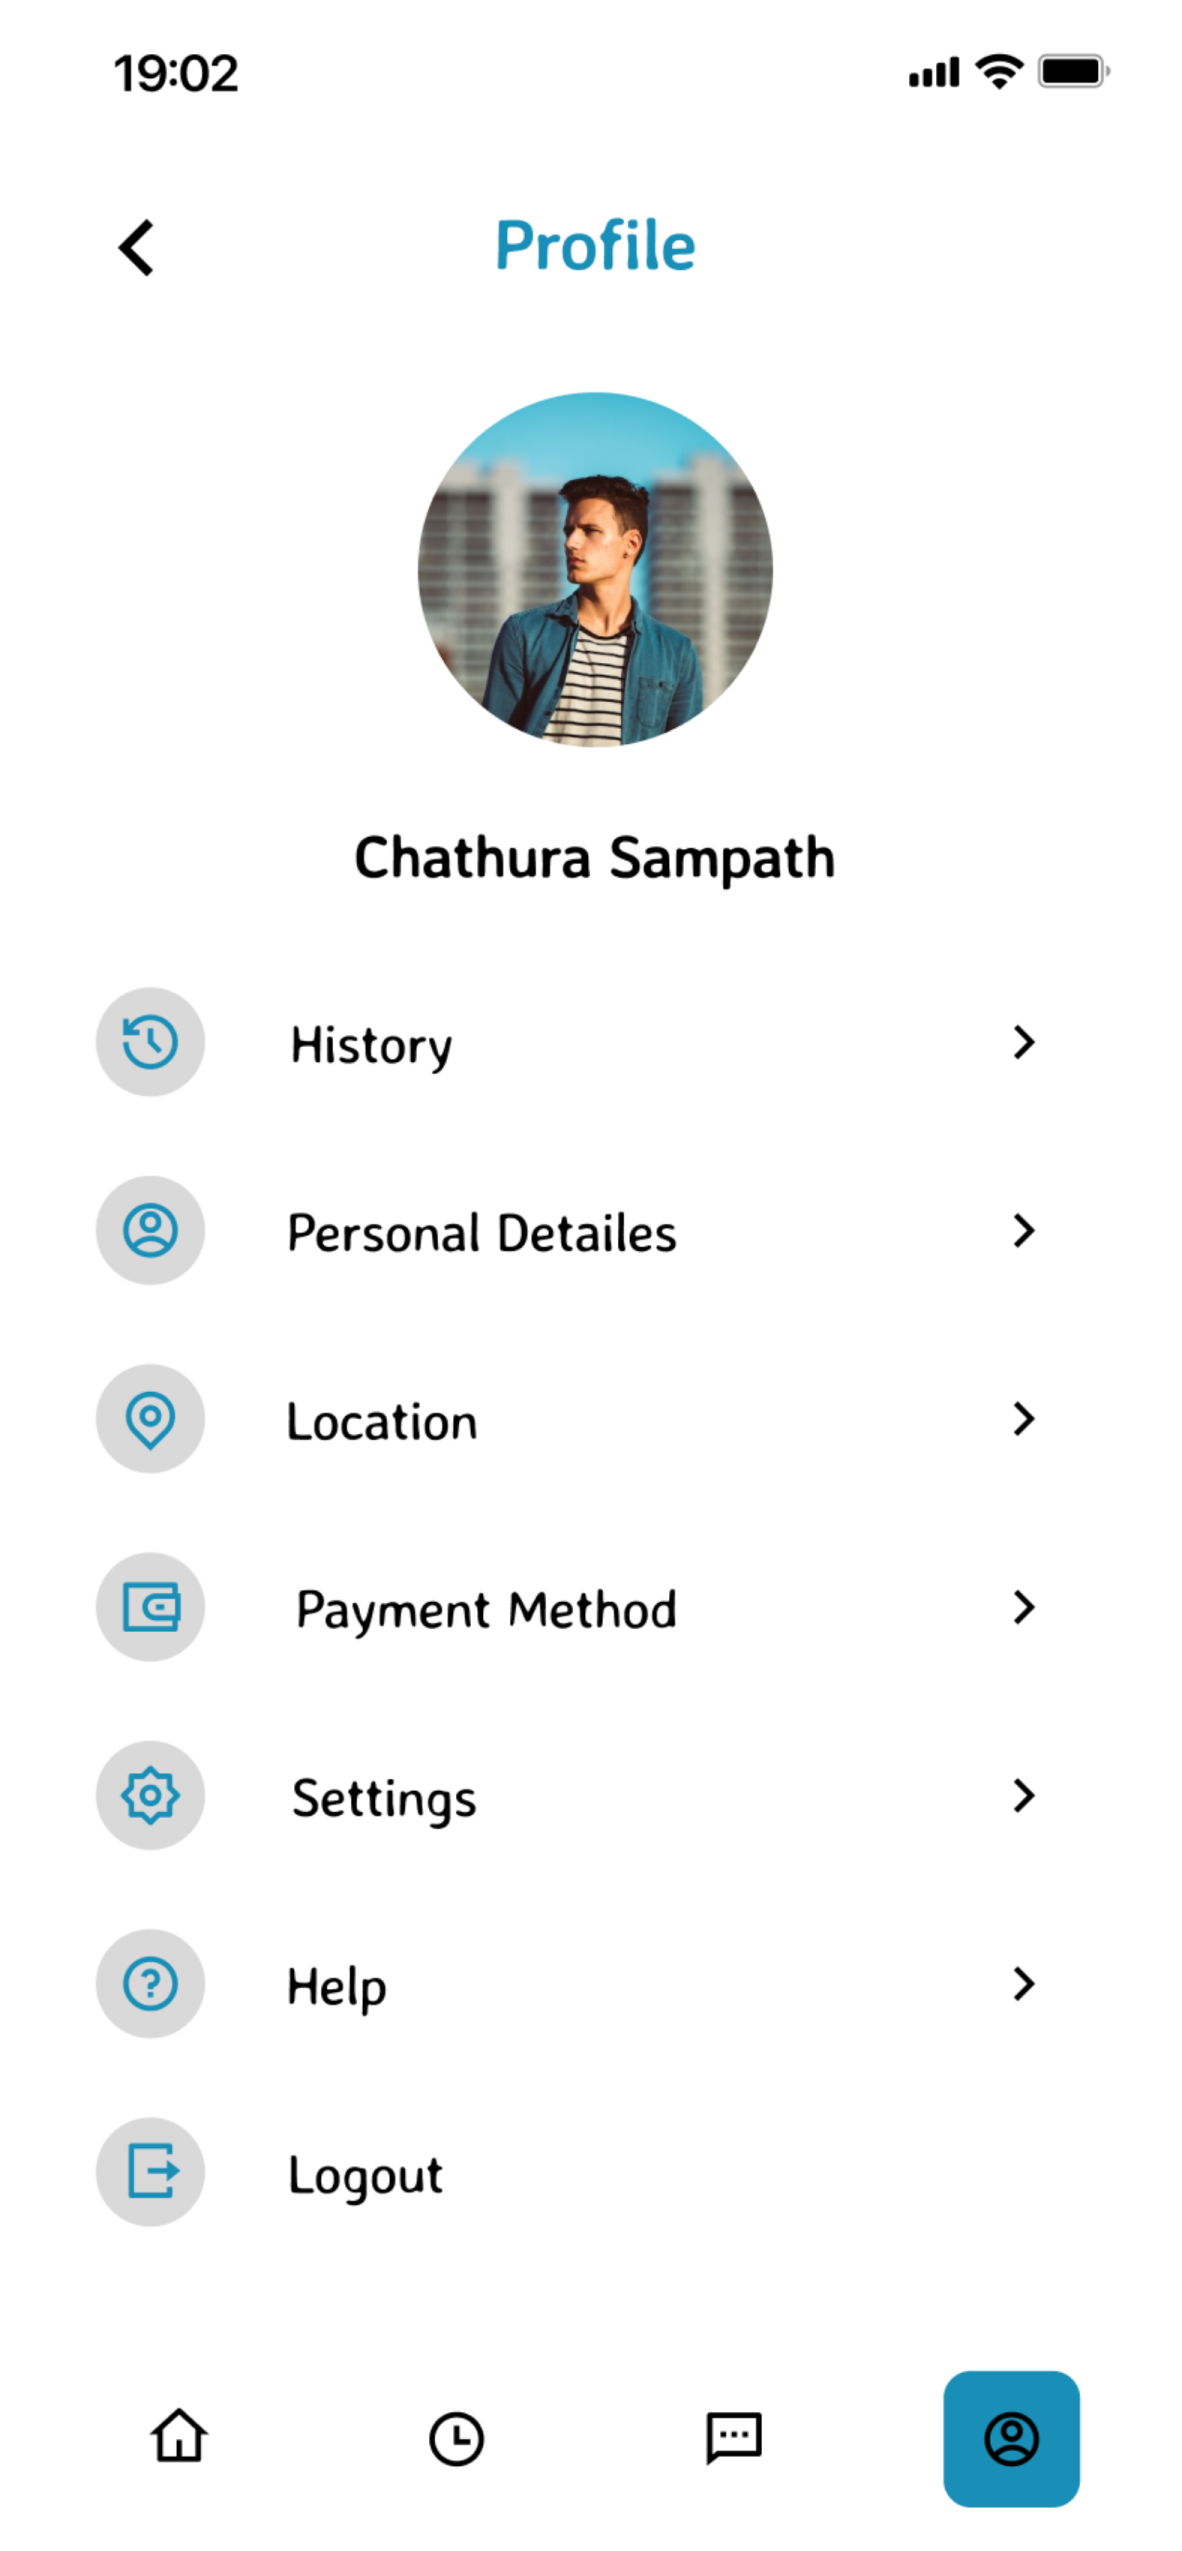 19:02
Profile
Chathura Sampath
History
Personal Detailes
Location
Payment Method
Settings
Help
Logout